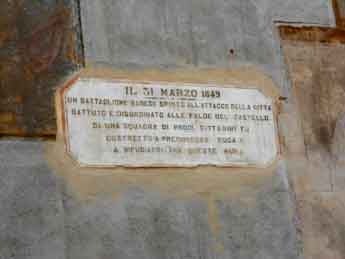 IL 31 MARZO 1849
UN BATTAGLIONE SARDO SPINTO ALL'ATTACCO DELLA CITTÀ
BATTUTO E DISORDINATO ALLE FALDE DEL CASTELLO
DA UNA SQUADRA DI PRODI CITTADINI FU
COSTRETTO A PRECIPITOSA FUGA E
A RIFUGIARSI TRA QUESTE MURA